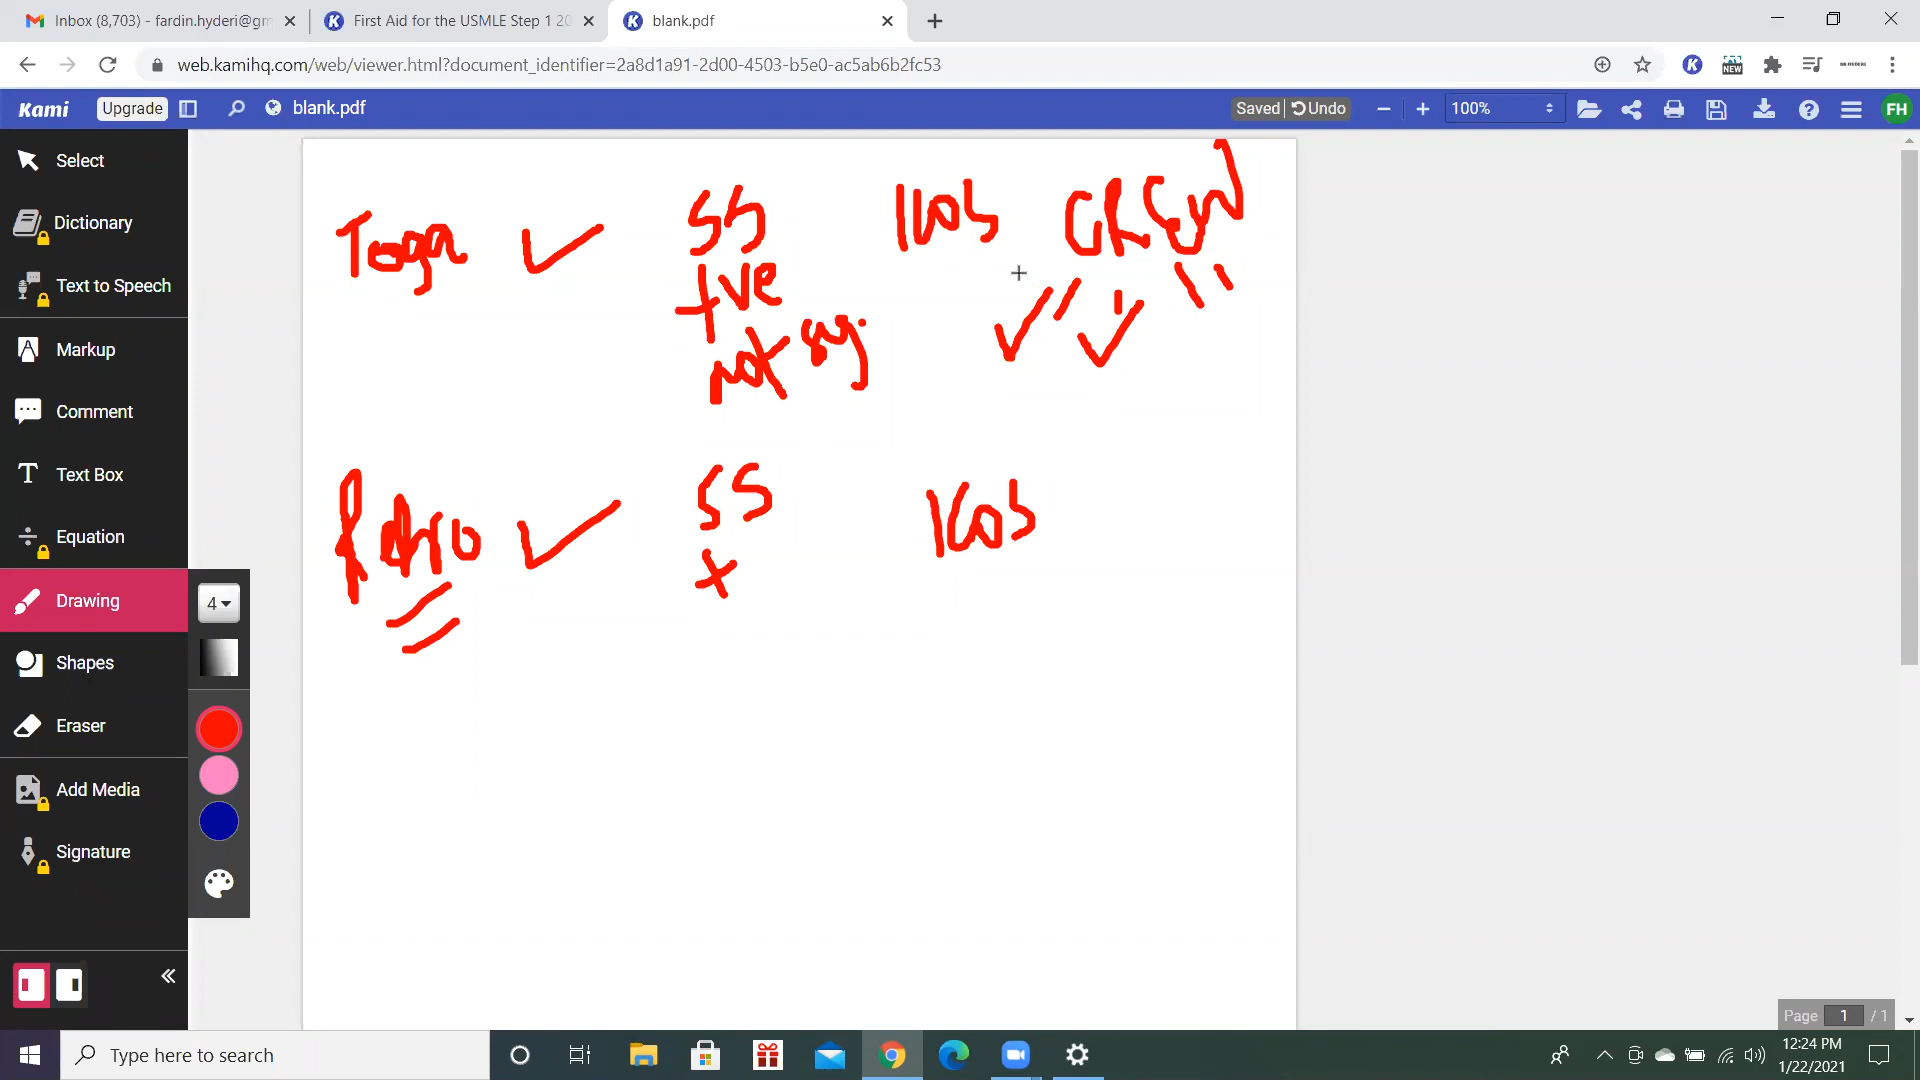 Inbox (8,703) - fardin.hyderi@gm
First Aid for the USMLE Step 1 20
blank.pdf
web.kamihq.com/web/viewer.html?document_identifier=2a8d1a91-2d00-4503-b5e0-ac5ab6b2fc53
NEW
Kami
Upgrade
blank.pdf
Saved
Undo
100%
FH
Select
Dictionary
Text to Speech
Markup
Comment
Text Box
Equation
Drawing
Shapes
Eraser
Add Media
Signature
4
SS
+ve
not sig.
SS
+
Page 1 / 1
Type here to search
12:24 PM
1/22/2021